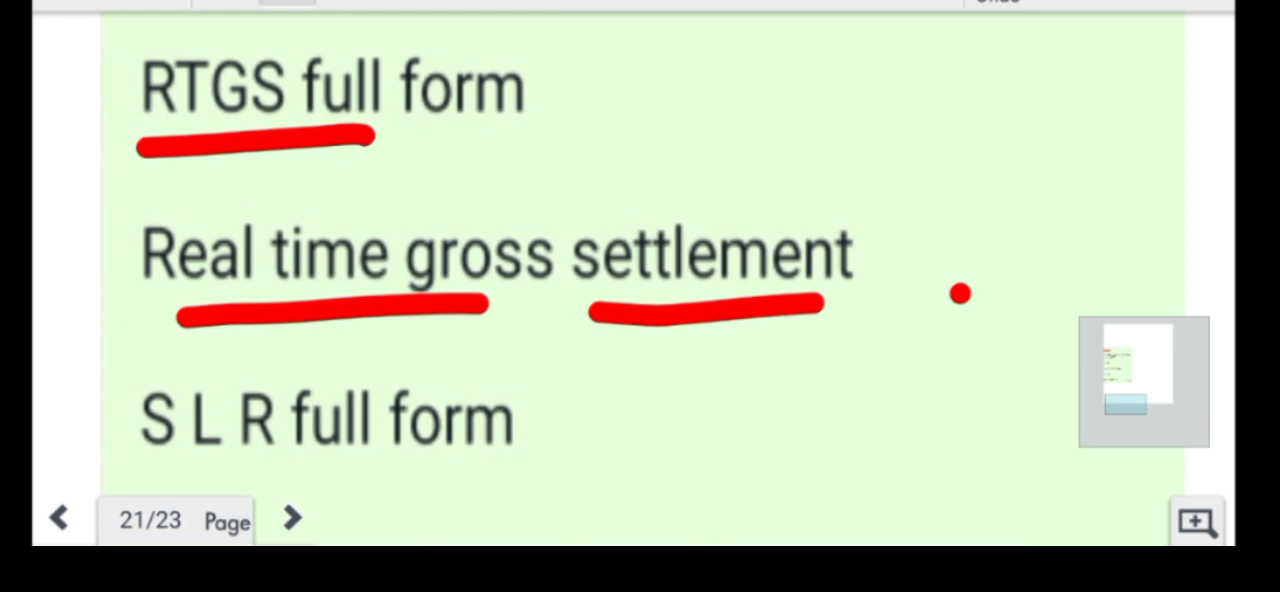 RTGS full form
Real time gross settlement
S L R full form
21/23 Page